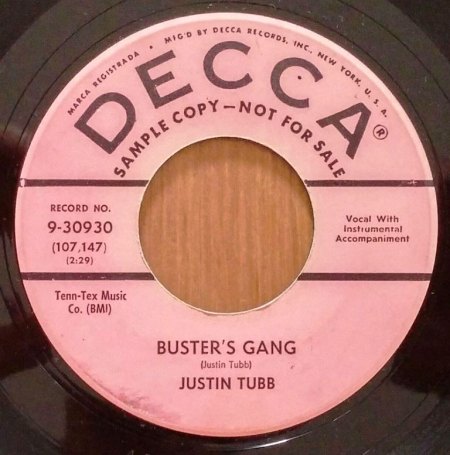 MARCA REGISTRADA • MFG'D BY DECCA RECORDS, INC., NEW YORK, U.S.A.
DECCA®
SAMPLE COPY—NOT FOR SALE
RECORD NO.
9-30930
(107,147)
(2:29)
Vocal With
Instrumental
Accompaniment
Tenn-Tex Music
Co. (BMI)
BUSTER'S GANG
(Justin Tubb)
JUSTIN TUBB